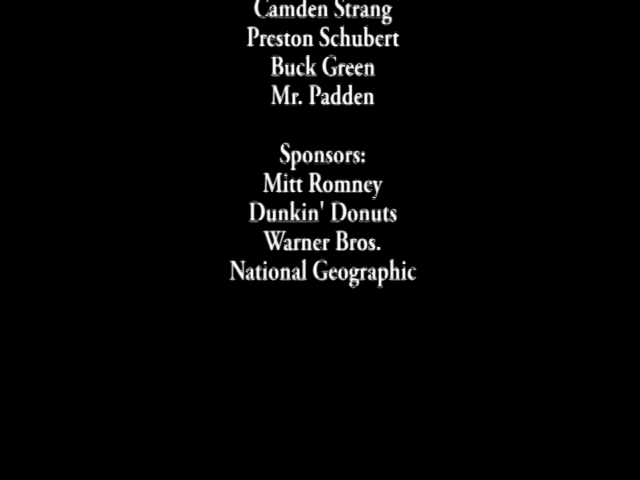 Camden Strang
Preston Schubert
Buck Green
Mr. Padden
Sponsors:
Mitt Romney
Dunkin' Donuts
Warner Bros.
National Geographic